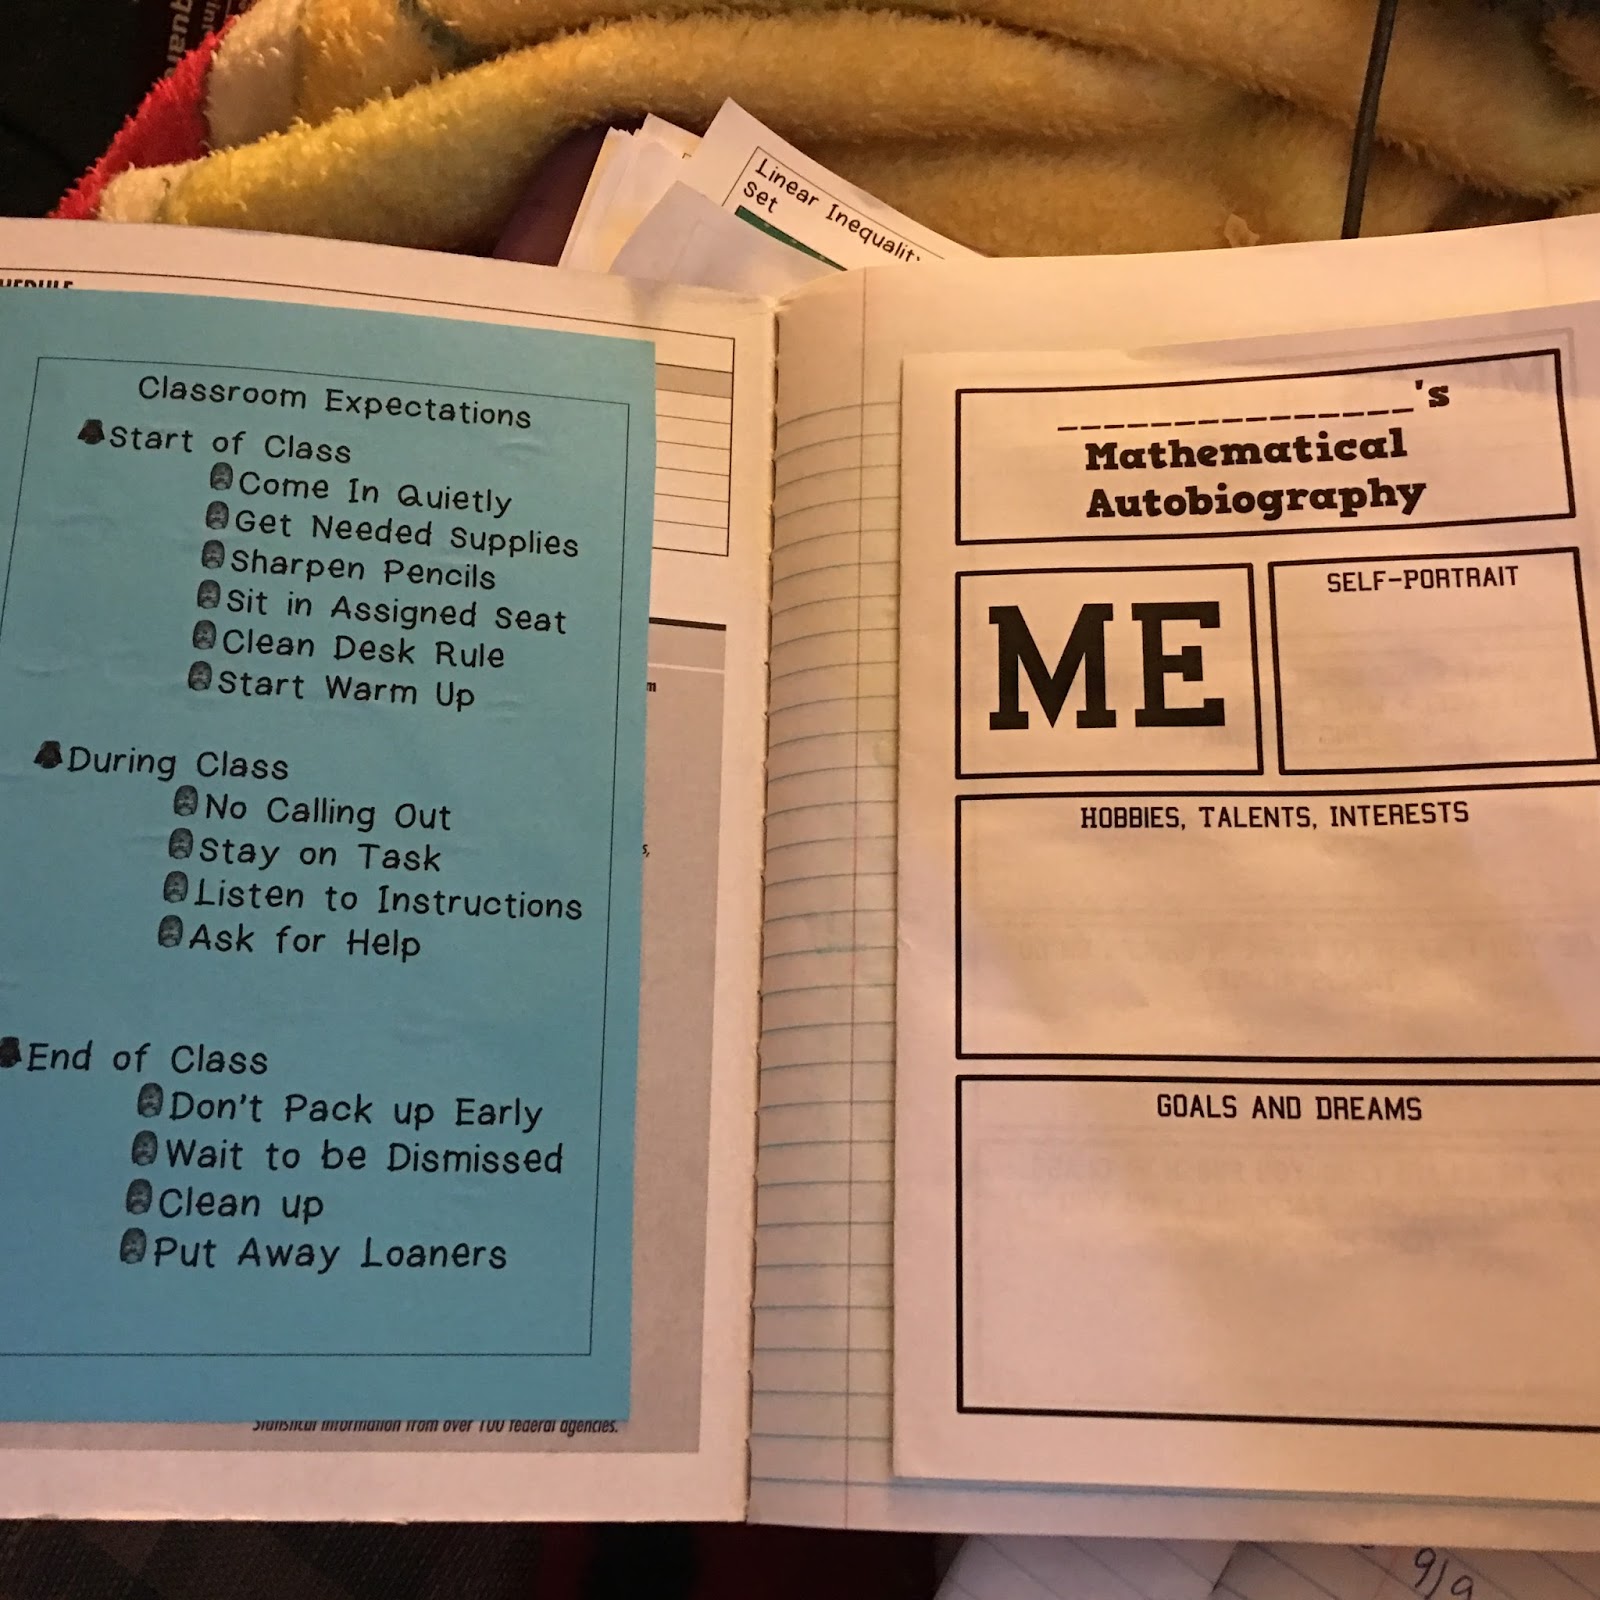 Linear Inequality
Set
Classroom Expectations
Start of Class
Come In Quietly
Get Needed Supplies
Sharpen Pencils
Sit in Assigned Seat
Clean Desk Rule
Start Warm Up
During Class
No Calling Out
Stay on Task
Listen to Instructions
Ask for Help
End of Class
Don't Pack up Early
Wait to be Dismissed
Clean up
Put Away Loaners
Statistical information from over 100 federal agencies.
______________'s
Mathematical
Autobiography
ME
SELF-PORTRAIT
HOBBIES, TALENTS, INTERESTS
GOALS AND DREAMS
9/9